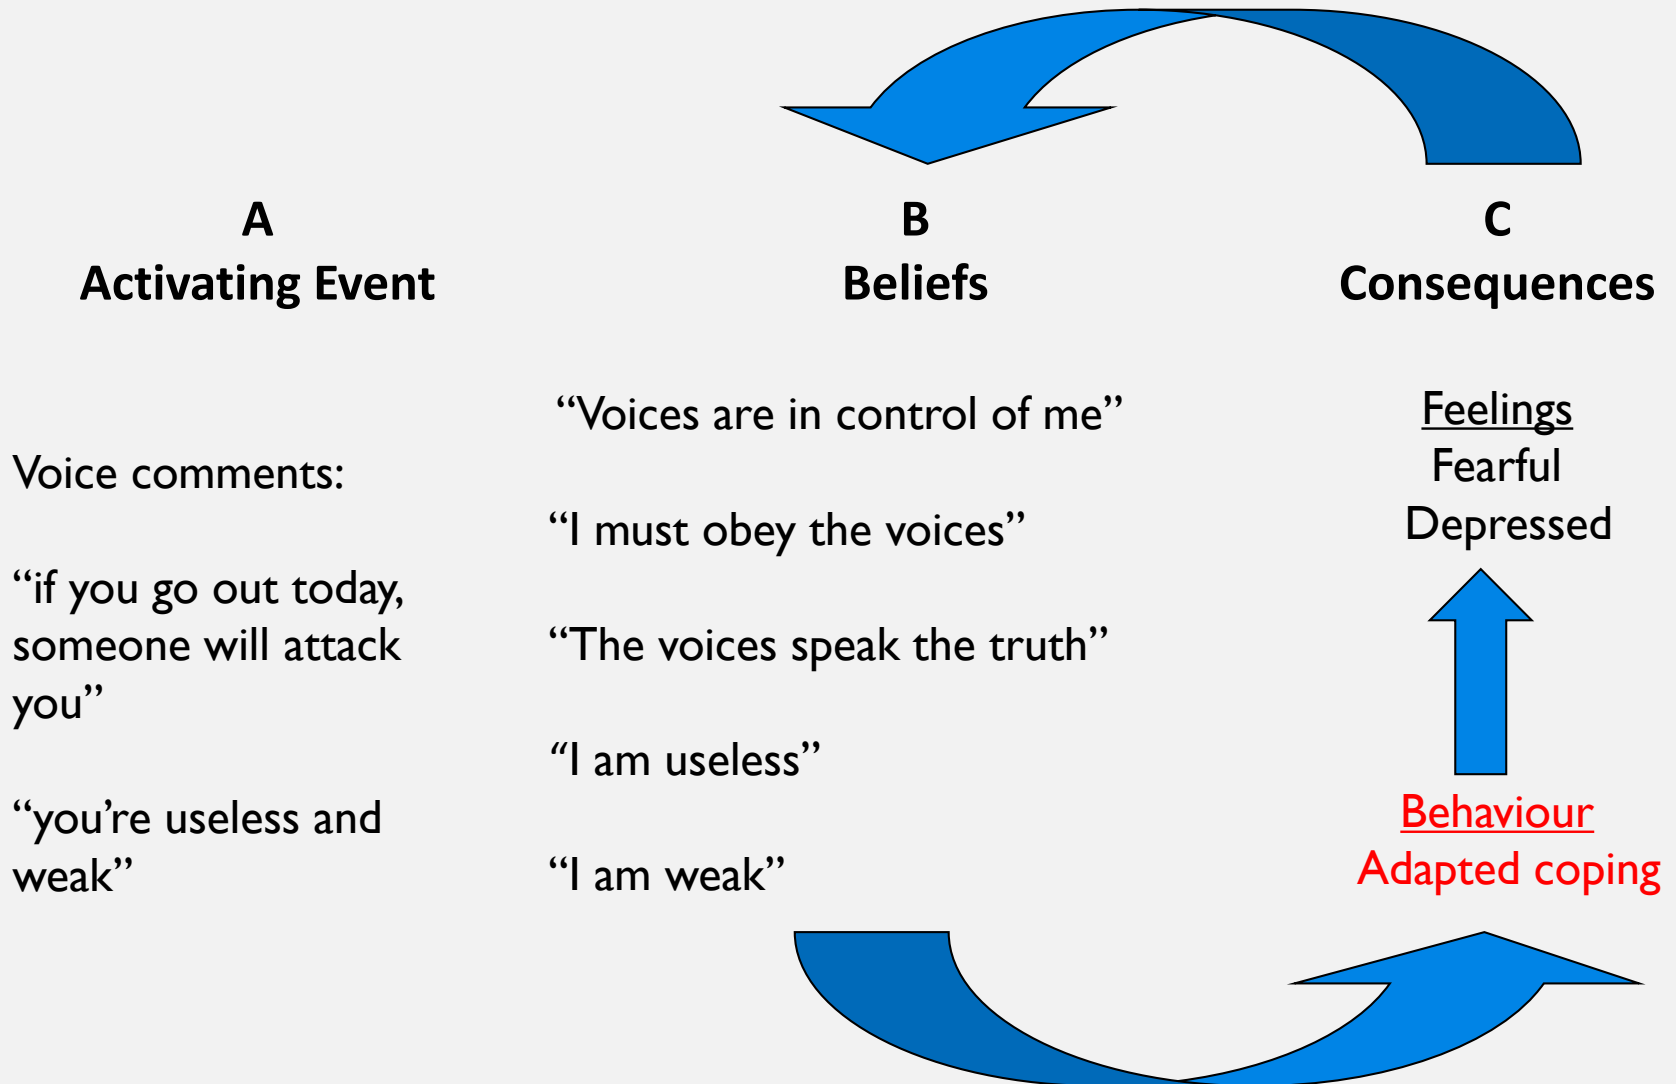 A
Activating Event
Voice comments:
“if you go out today,
someone will attack
you”
“you’re useless and
weak”
B
Beliefs
“Voices are in control of me”
“I must obey the voices”
“The voices speak the truth”
“I am useless”
“I am weak”
C
Consequences
Feelings
Fearful
Depressed
Behaviour
Adapted coping